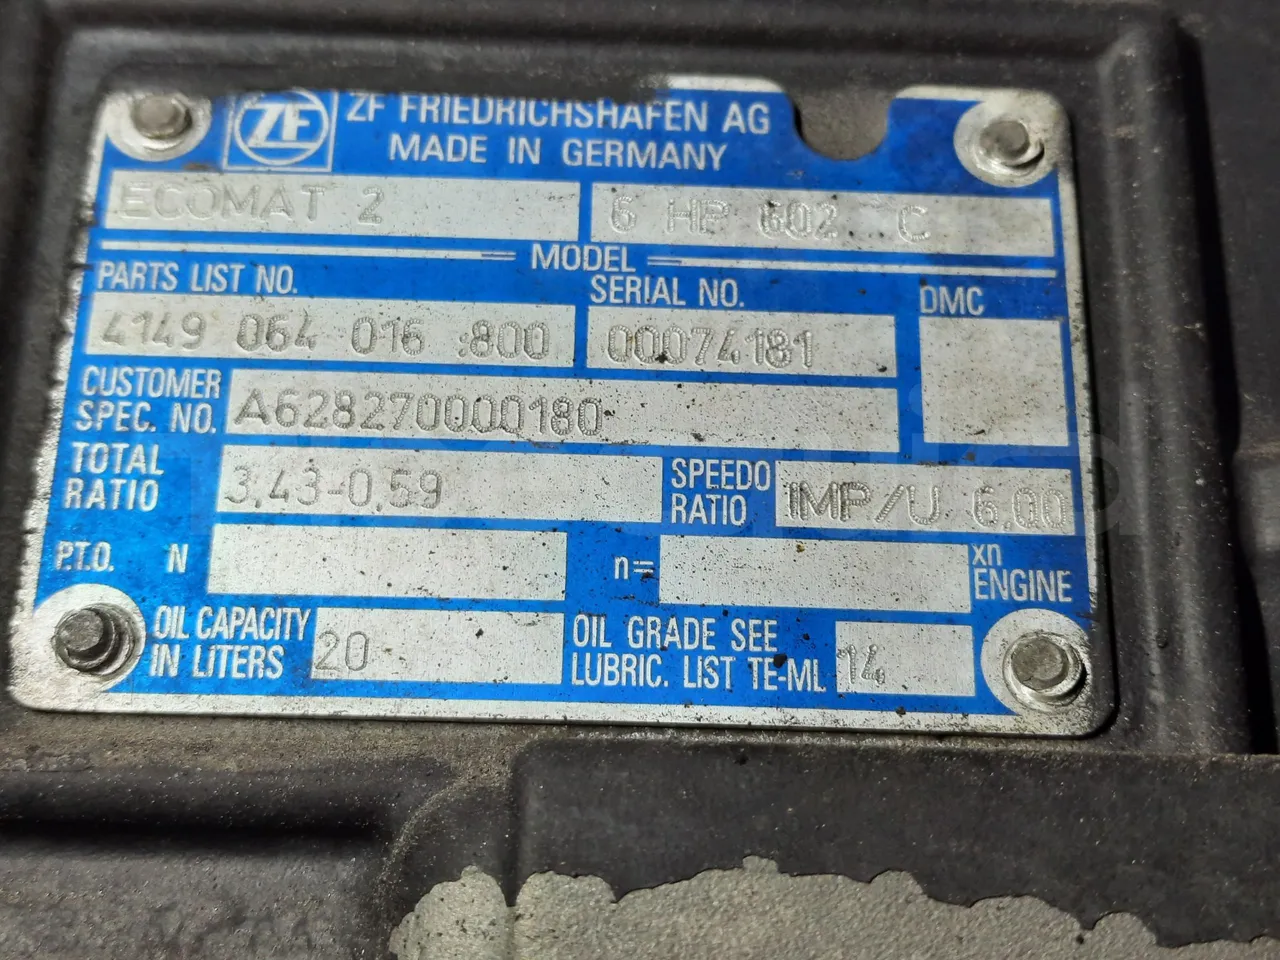 ZF ZF FRIEDRICHSHAFEN AG
MADE IN GERMANY
ECOMAT 2 6 HP 602 C
MODEL
PARTS LIST NO. SERIAL NO. DMC
4149 064 016 :800 00074181
CUSTOMER SPEC. NO. A628270000180
TOTAL RATIO 3,43-0,59 SPEEDO RATIO IMP/U 6,00
P.T.O. N n= xn ENGINE
OIL CAPACITY IN LITERS 20 OIL GRADE SEE LUBRIC. LIST TE-ML 14